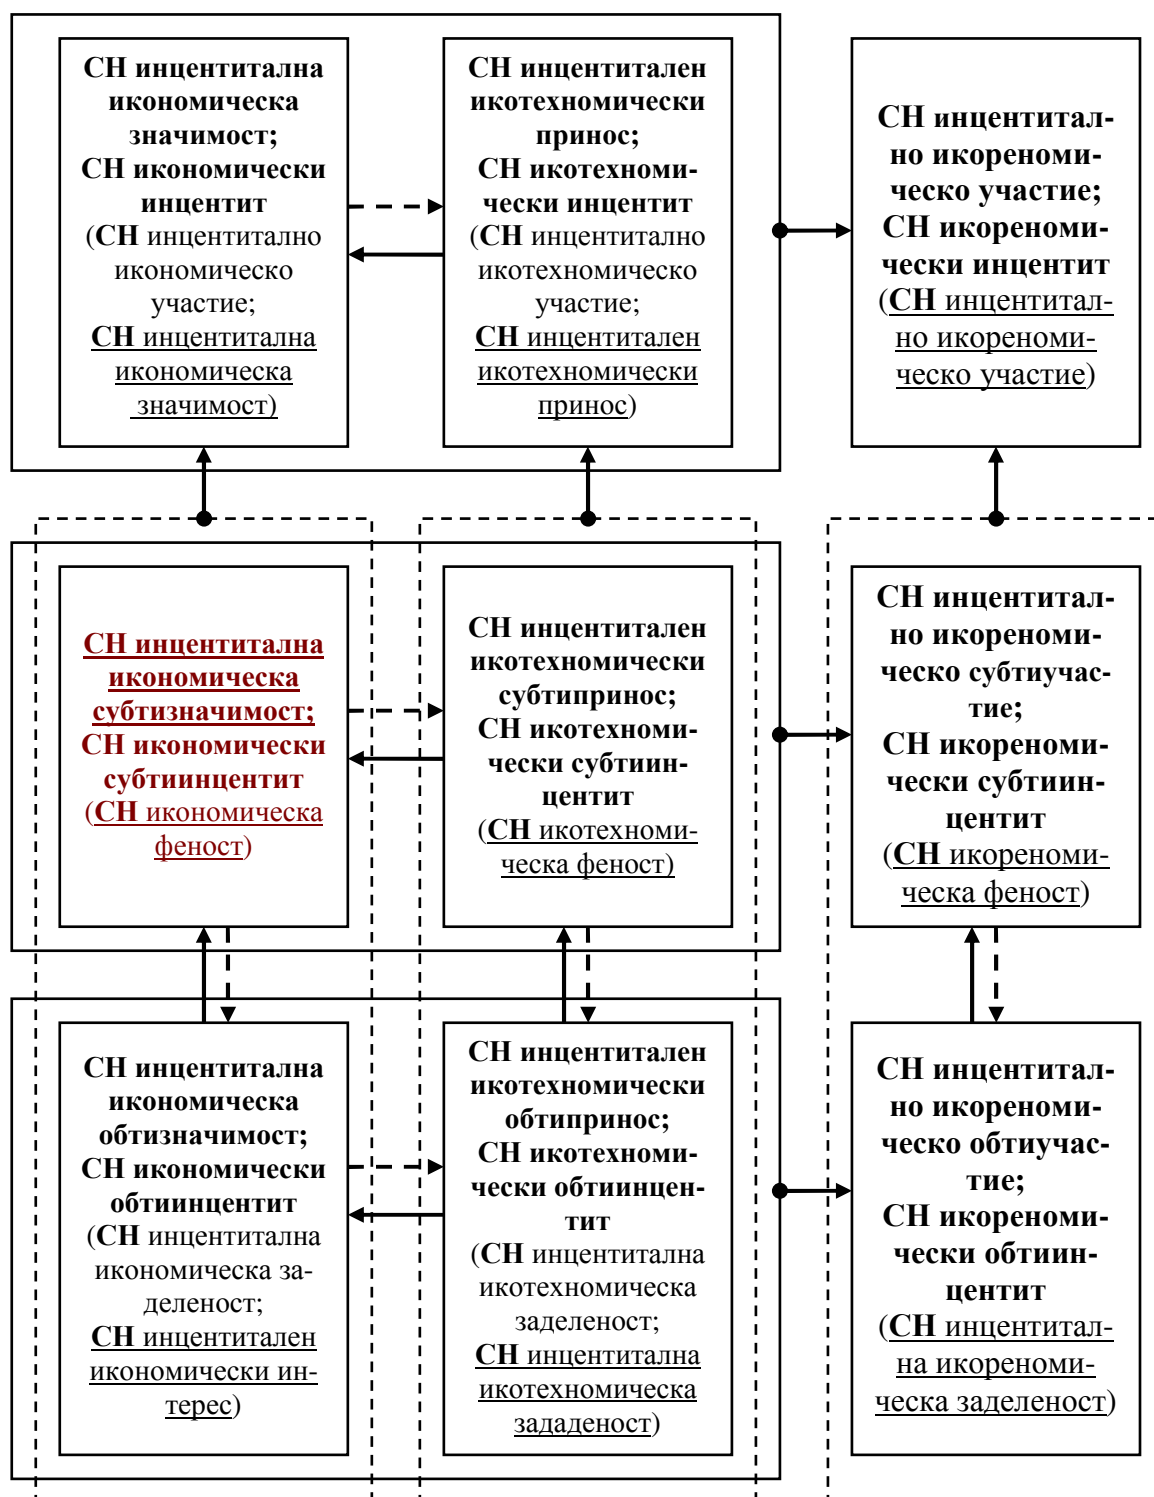 СН инцентитална
икономическа
значимост;
СН икономически
инцентит
(СН инцентитално
икономическо
участие;
СН инцентитална
икономическа
значимост)
СН инцентитален
икотехномически
принос;
СН икотехноми-
чески инцентит
(СН инцентитално
икотехномическо
участие;
СН инцентитален
икотехномически
принос)
СН инцентитал-
но икореноми-
ческо участие;
СН икореноми-
чески инцентит
(СН инцентитал-
но икореноми-
ческо участие)
СН инцентитална
икономическа
субтизначимост;
СН икономически
субтиинцентит
(СН икономическа
феност)
СН инцентитален
икотехномически
субтипринос;
СН икотехноми-
чески субтиин-
центит
(СН икотехноми-
ческа феност)
СН инцентитал-
но икореноми-
ческо субтиучас-
тие;
СН икореноми-
чески субтиин-
центит
(СН икореноми-
ческа феност)
СН инцентитална
икономическа
обтизначимост;
СН икономически
обтиинцентит
(СН инцентитална
икономическа за-
деленост;
СН инцентитален
икономически ин-
терес)
СН инцентитален
икотехномически
обтипринос;
СН икотехноми-
чески обтиинцен-
тит
(СН инцентитална
икотехномическа
заделеност;
СН инцентитална
икотехномическа
зададеност)
СН инцентитал-
но икореноми-
ческо обтиучас-
тие;
СН икореноми-
чески обтиин-
центит
(СН инцентитал-
на икореноми-
ческа заделеност)